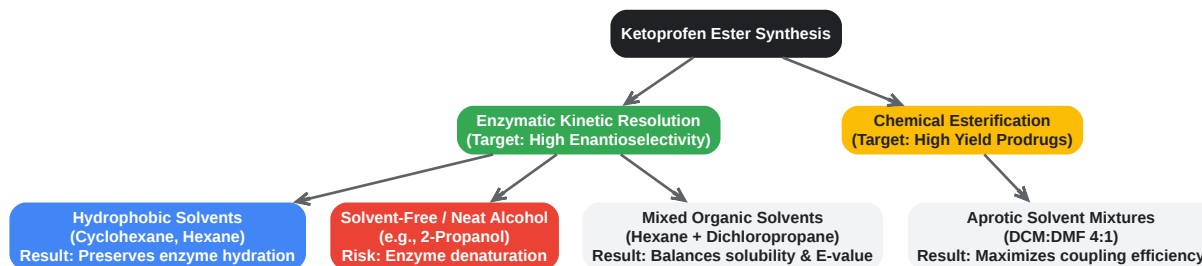 Ketoprofen Ester Synthesis
Enzymatic Kinetic Resolution
(Target: High Enantioselectivity)
Chemical Esterification
(Target: High Yield Prodrugs)
Hydrophobic Solvents
(Cyclohexane, Hexane)
Result: Preserves enzyme hydration
Solvent-Free / Neat Alcohol
(e.g., 2-Propanol)
Risk: Enzyme denaturation
Mixed Organic Solvents
(Hexane + Dichloropropane)
Result: Balances solubility & E-value
Aprotic Solvent Mixtures
(DCM:DMF 4:1)
Result: Maximizes coupling efficiency